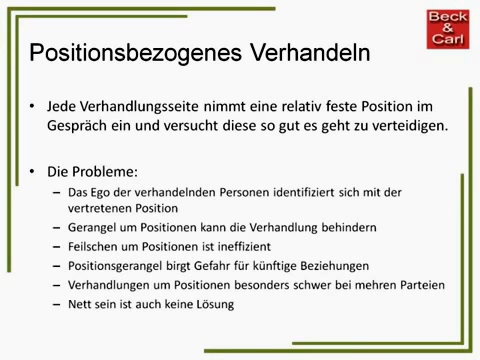 Beck
&
Carl
Positionsbezogenes Verhandeln
• Jede Verhandlungsseite nimmt eine relativ feste Position im
Gespräch ein und versucht diese so gut es geht zu verteidigen.
• Die Probleme:
– Das Ego der verhandelnden Personen identifiziert sich mit der
vertretenen Position
– Gerangel um Positionen kann die Verhandlung behindern
– Feilschen um Positionen ist ineffizient
– Positionsgerangel birgt Gefahr für künftige Beziehungen
– Verhandlungen um Positionen besonders schwer bei mehren Parteien
– Nett sein ist auch keine Lösung